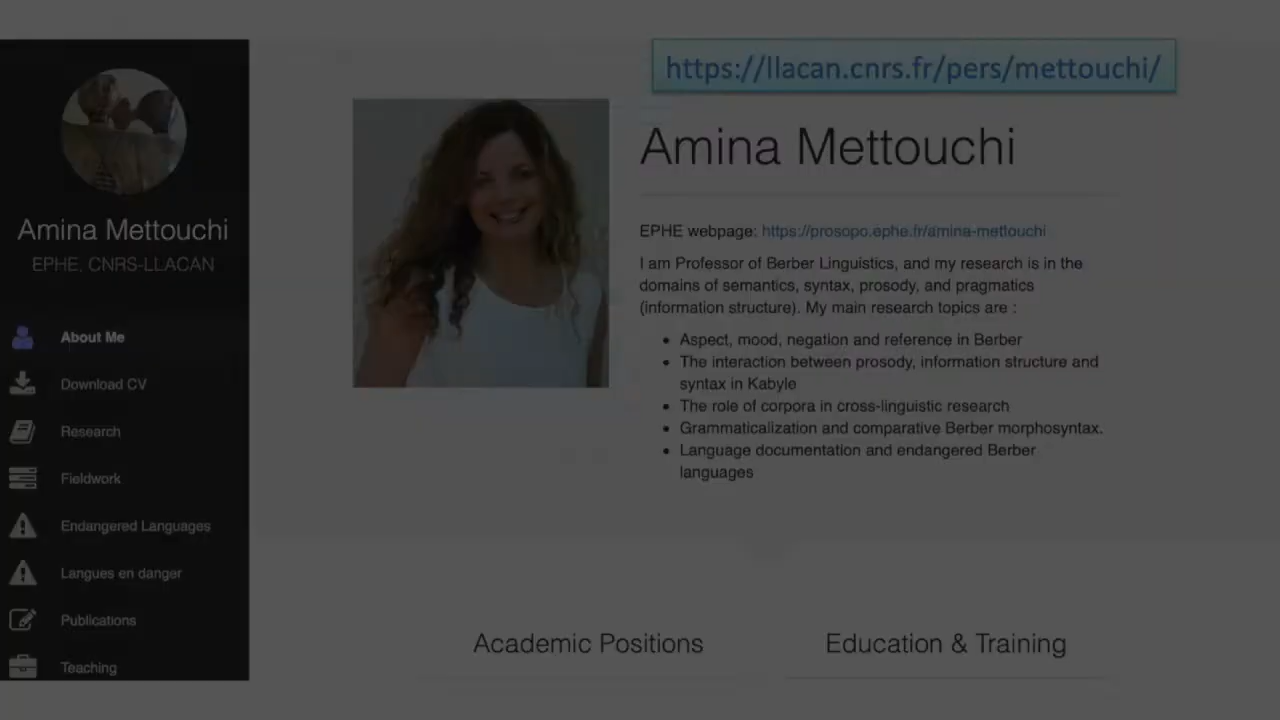 https://llacan.cnrs.fr/pers/mettouchi/
Amina Mettouchi
EPHE, CNRS-LLACAN
About Me
Download CV
Research
Fieldwork
Endangered Languages
Langues en danger
Publications
Teaching
Amina Mettouchi
EPHE webpage: https://prosopo.ephe.fr/amina-mettouchi
I am Professor of Berber Linguistics, and my research is in the
domains of semantics, syntax, prosody, and pragmatics
(information structure). My main research topics are :
• Aspect, mood, negation and reference in Berber
• The interaction between prosody, information structure and
syntax in Kabyle
• The role of corpora in cross-linguistic research
• Grammaticalization and comparative Berber morphosyntax.
• Language documentation and endangered Berber
languages
Academic Positions
Education & Training